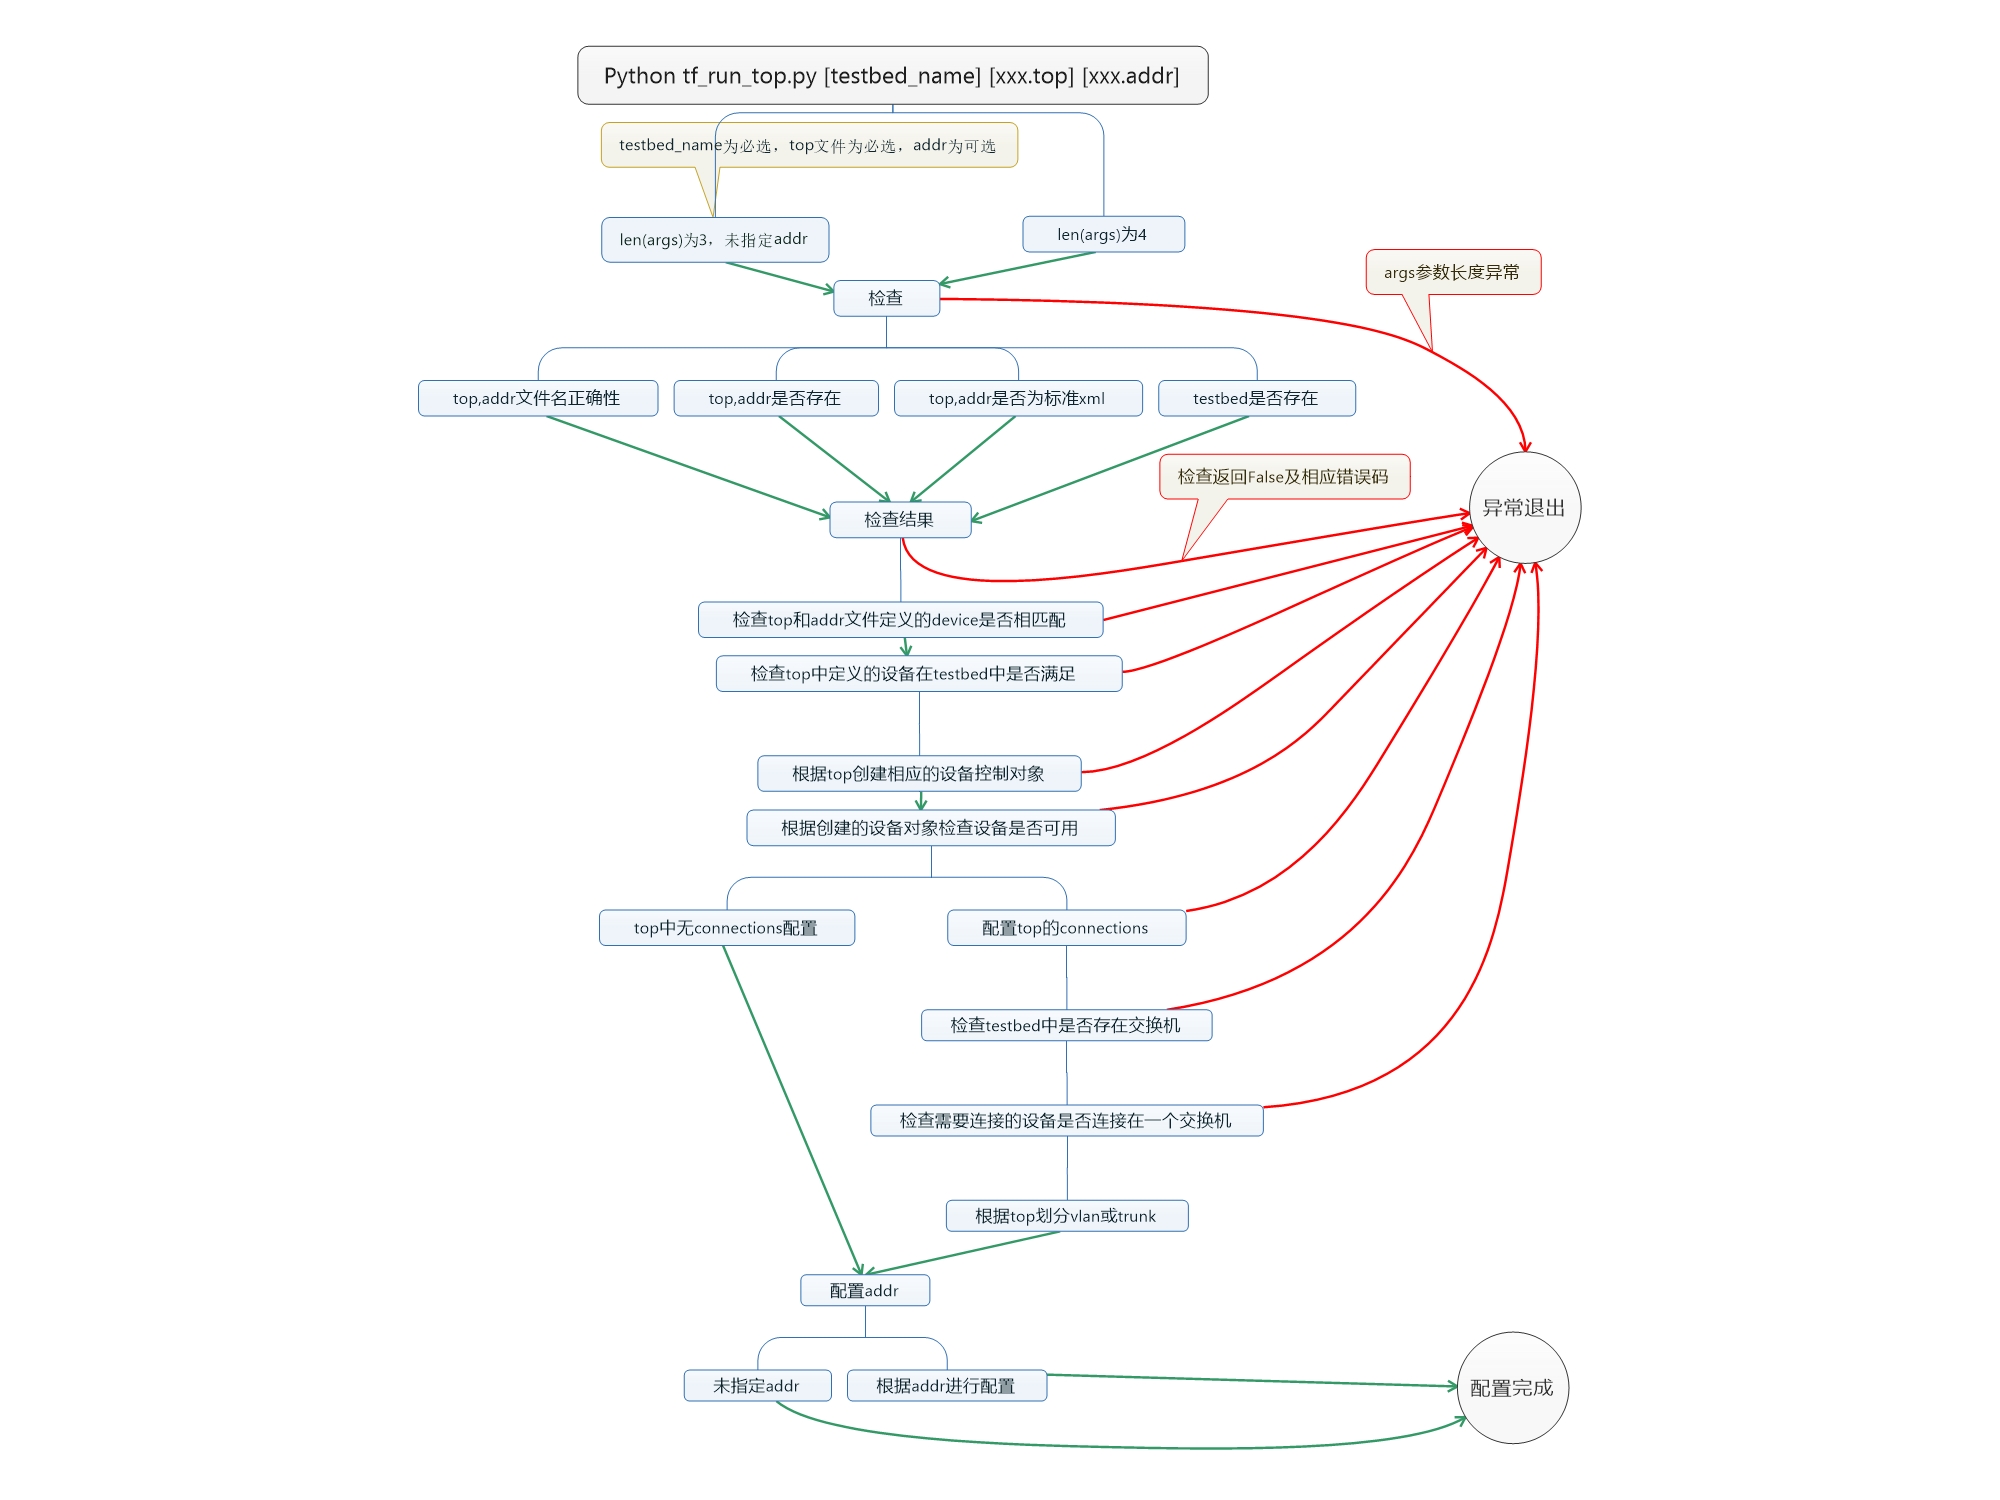 Python tf_run_top.py [testbed_name] [xxx.top] [xxx.addr]
testbed_name为必选，top文件为必选，addr为可选
len(args)为3，未指定addr
len(args)为4
args参数长度异常
检查
top,addr文件名正确性
top,addr是否存在
top,addr是否为标准xml
testbed是否存在
检查返回False及相应错误码
异常退出
检查结果
检查top和addr文件定义的device是否相匹配
检查top中定义的设备在testbed中是否满足
根据top创建相应的设备控制对象
根据创建的设备对象检查设备是否可用
top中无connections配置
配置top的connections
检查testbed中是否存在交换机
检查需要连接的设备是否连接在一个交换机
根据top划分vlan或trunk
配置addr
未指定addr
根据addr进行配置
配置完成